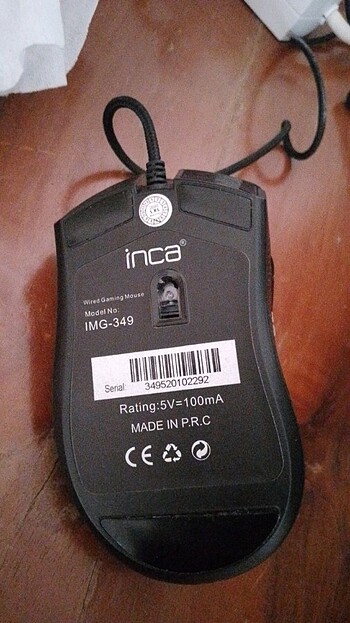 inca®
Wired Gaming Mouse
Model No:
IMG-349
Serial: 349520102292
Rating:5V=100mA
MADE IN P.R.C
CE